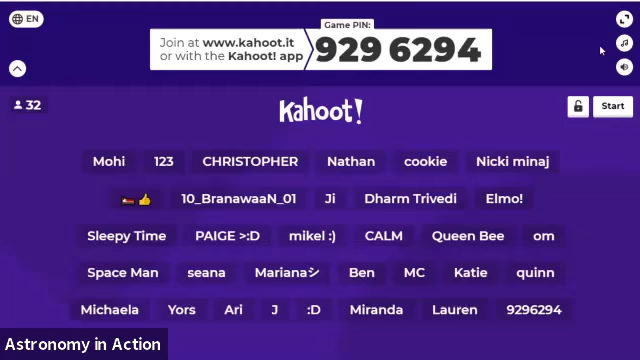 EN
Game PIN:
Join at www.kahoot.it
or with the Kahoot! app
929 6294
32
Kahoot!
Start
Mohi 123 CHRISTOPHER Nathan cookie Nicki minaj
🛏️👍 10_BranawaaN_01 Ji Dharm Trivedi Elmo!
Sleepy Time PAIGE >:D mikel :) CALM Queen Bee om
Space Man seana Marianaシ Ben MC Katie quinn
Michaela Yors Ari J :D Miranda Lauren 9296294
Astronomy in Action